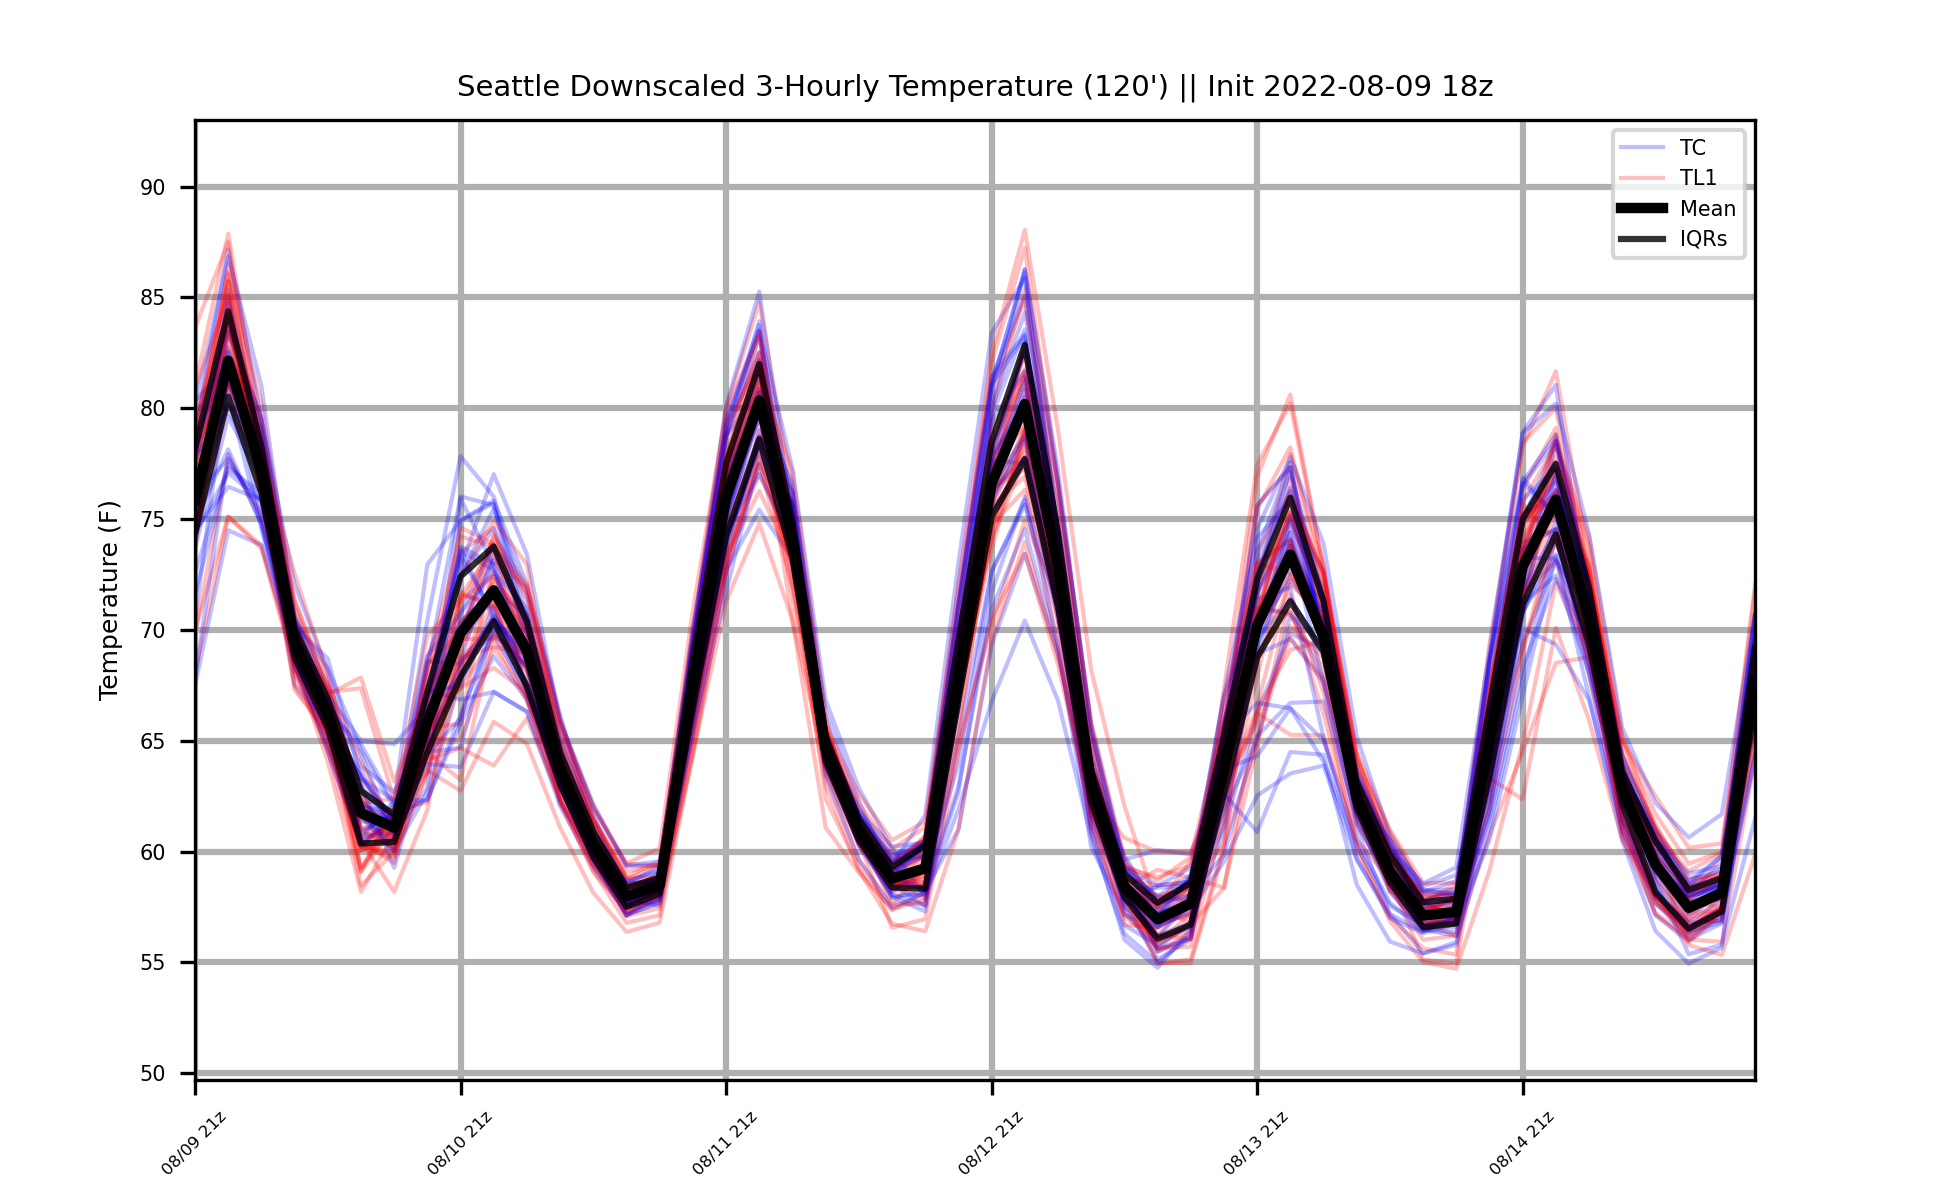 Seattle Downscaled 3-Hourly Temperature (120') || Init 2022-08-09 18z
TC
TL1
Mean
IQRs
Temperature (F)
90
85
80
75
70
65
60
55
50
08/09 21z
08/10 21z
08/11 21z
08/12 21z
08/13 21z
08/14 21z